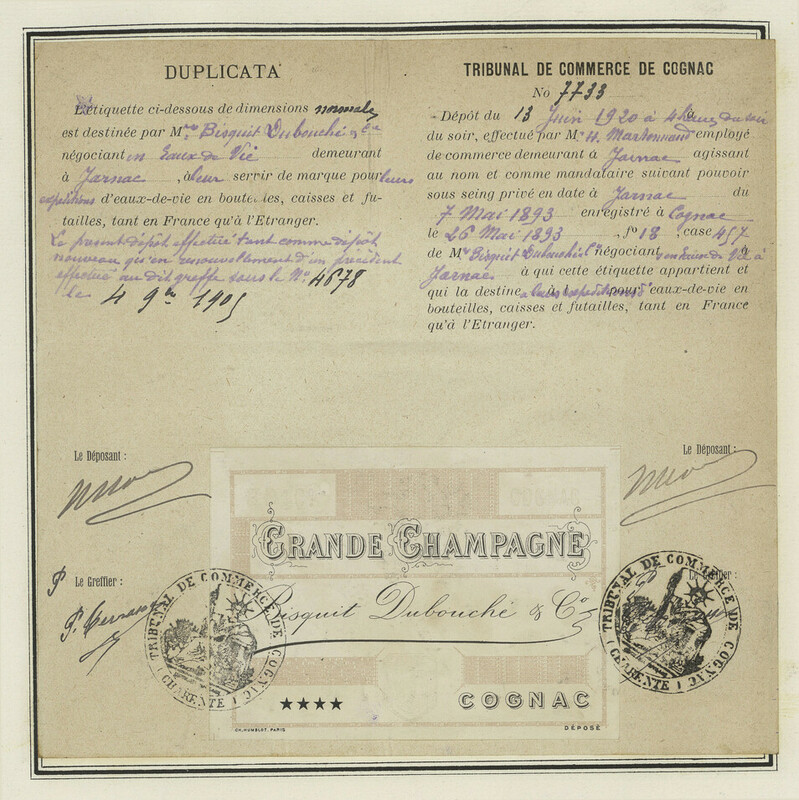 DUPLICATA
L'étiquette ci-dessous de dimensions normales
est destinée par Mrs Bisquit Dubouché & Cie
négociant en Eaux de Vie demeurant
à Jarnac, à leur servir de marque pour leurs
expéditions d'eaux-de-vie en bouteilles, caisses et fu-
tailles, tant en France qu'à l'Etranger.
Le présent dépôt effectué tant comme dépôt
nouveau qu'en renouvellement d'un précédent
effectué au dit greffe sous le No. 4678
le 4 9bre 1905
Le Déposant :
P Le Greffier :
TRIBUNAL DE COMMERCE DE COGNAC
No 7733
Dépôt du 13 Juin 1920 à 4 heures du soir
du soir, effectué par Mr H. Martonnaud employé
de commerce demeurant à Jarnac agissant
au nom et comme mandataire suivant pouvoir
sous seing privé en date à Jarnac du
7 Mai 1893 enregistré à Cognac
le 26 Mai 1893, fo 18, case 457
de Mrs Bisquit Dubouché & Cie négociant en Eaux de Vie à
Jarnac à qui cette étiquette appartient et
qui la destine à leurs expéditions d'eaux-de-vie en
bouteilles, caisses et futailles, tant en France
qu'à l'Etranger.
Le Déposant :
Le Greffier :
GRANDE CHAMPAGNE
Bisquit Dubouché & Co
COGNAC
CH. HUMBLOT, PARIS
DÉPOSÉ
TRIBUNAL DE COMMERCE DE COGNAC
( CHARENTE )
TRIBUNAL DE COMMERCE DE COGNAC
( CHARENTE )